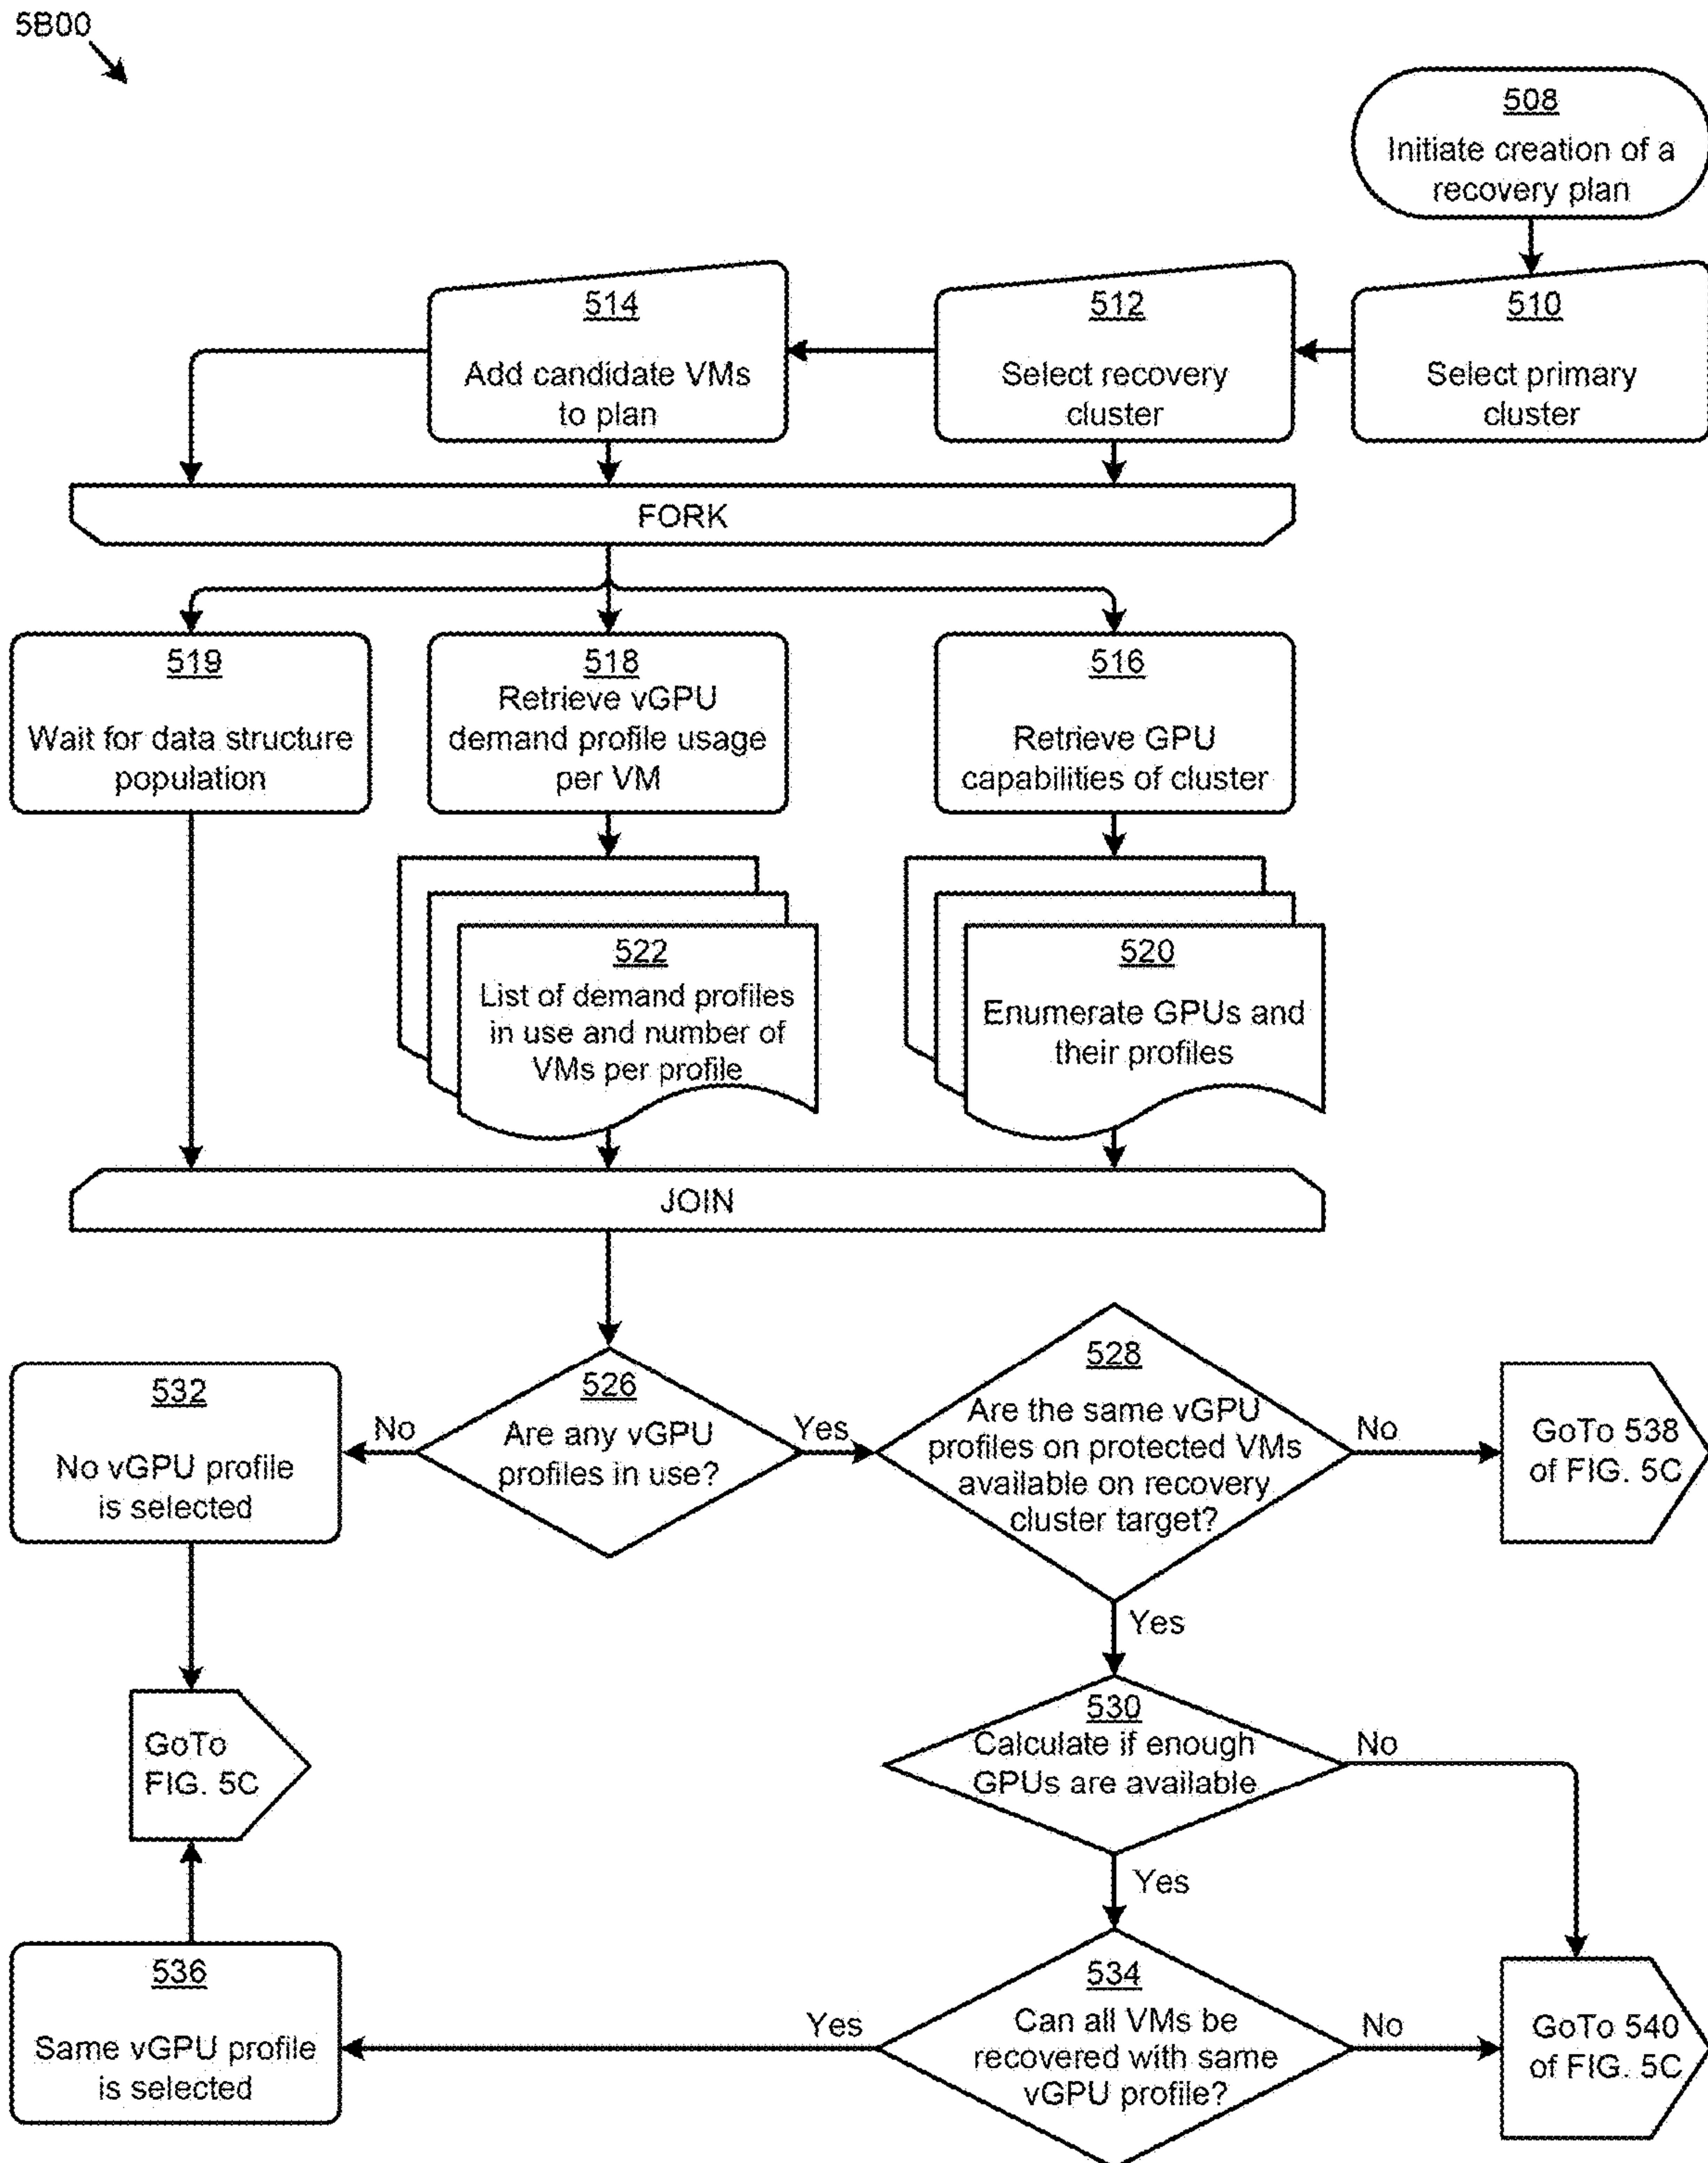 5B00
508
Initiate creation of a
recovery plan
514
Add candidate VMs
to plan
512
Select recovery
cluster
510
Select primary
cluster
FORK
519
Wait for data structure
population
518
Retrieve vGPU
demand profile usage
per VM
516
Retrieve GPU
capabilities of cluster
522
List of demand profiles
in use and number of
VMs per profile
520
Enumerate GPUs and
their profiles
JOIN
532
No vGPU profile
is selected
No
526
Are any vGPU
profiles in use?
Yes
528
Are the same vGPU
profiles on protected VMs
available on recovery
cluster target?
No
GoTo 538
of FIG. 5C
Yes
GoTo
FIG. 5C
530
Calculate if enough
GPUs are available
No
Yes
536
Same vGPU profile
is selected
Yes
534
Can all VMs be
recovered with same
vGPU profile?
No
GoTo 540
of FIG. 5C